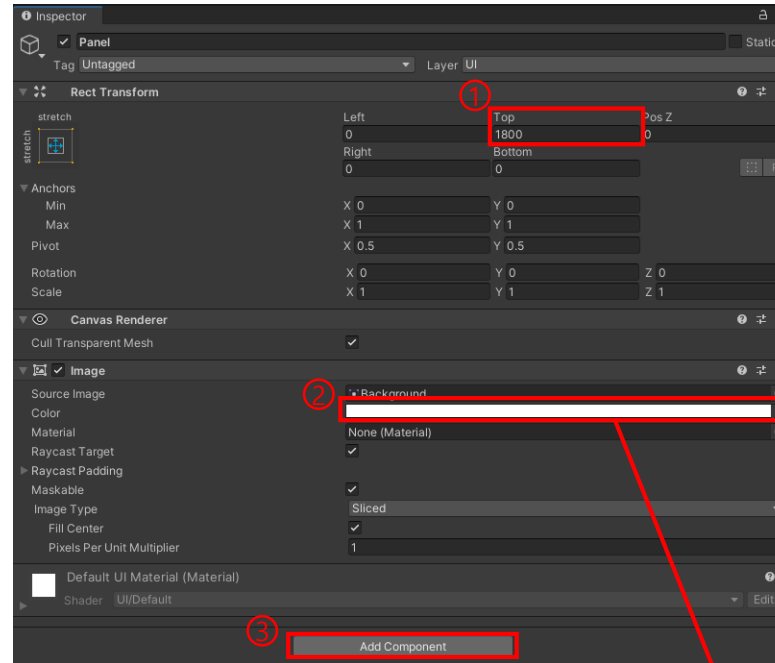 Inspector
Panel
Static
Tag Untagged Layer UI
①
Rect Transform
stretch
stretch
Left Top Pos Z
0 1800 0
Right Bottom
0 0
Anchors
Min X 0 Y 0
Max X 1 Y 1
Pivot X 0.5 Y 0.5
Rotation X 0 Y 0 Z 0
Scale X 1 Y 1 Z 1
Canvas Renderer
Cull Transparent Mesh
Image
②
Source Image Background
Color
Material None (Material)
Raycast Target
Raycast Padding
Maskable
Image Type Sliced
Fill Center
Pixels Per Unit Multiplier 1
Default UI Material (Material)
Shader UI/Default Edit
③
Add Component